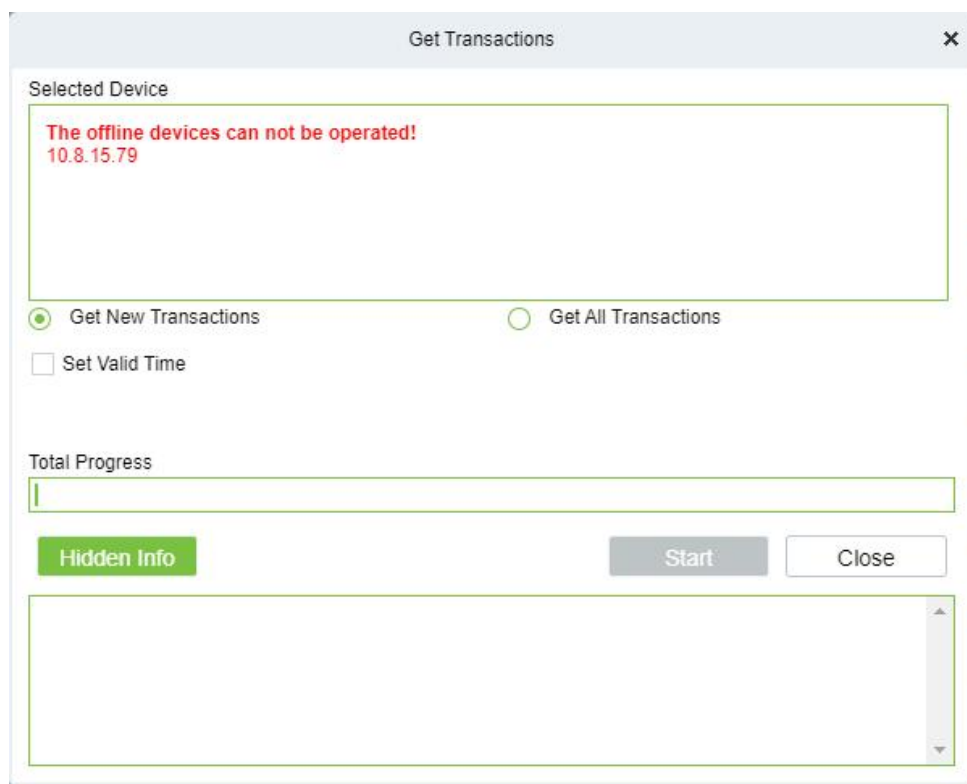 Get Transactions
Selected Device
The offline devices can not be operated!
10.8.15.79
Get New Transactions
Get All Transactions
Set Valid Time
Total Progress
Hidden Info
Start
Close